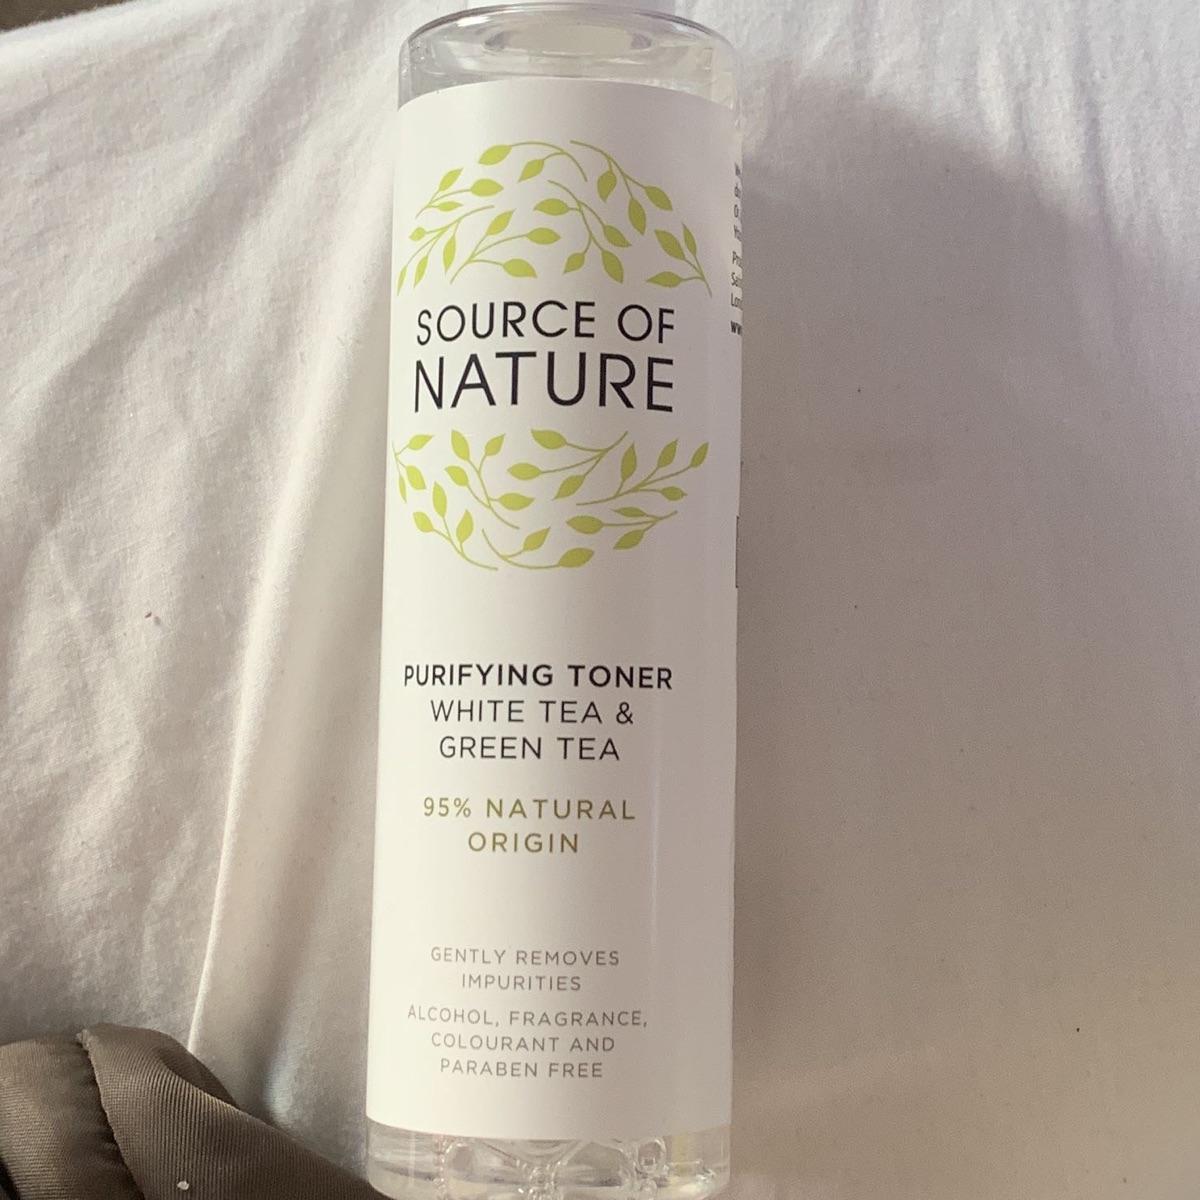 SOURCE OF
NATURE
PURIFYING TONER
WHITE TEA &
GREEN TEA
95% NATURAL
ORIGIN
GENTLY REMOVES
IMPURITIES
ALCOHOL, FRAGRANCE,
COLOURANT AND
PARABEN FREE